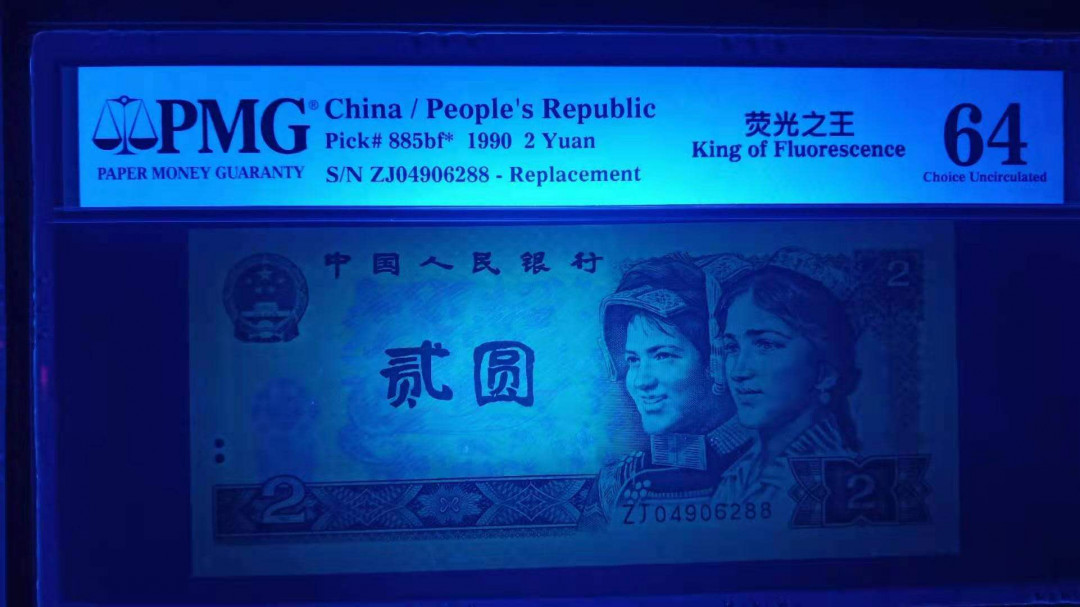 PMG®
PAPER MONEY GUARANTY
China / People's Republic
Pick# 885bf* 1990 2 Yuan
S/N ZJ04906288 - Replacement
荧光之王
King of Fluorescence
64
Choice Uncirculated
中国人民银行
2
贰圆
2
ZJ04906288
2